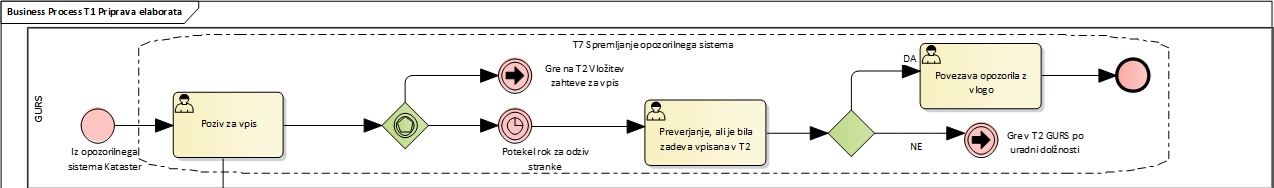 Business Process T1 Priprava elaborata
T7 Spremljanje opozorilnega sistema
GURS
Iz opozorilnega
sistema Kataster
Poziv za vpis
Gre na T2 Vložitev
zahteve za vpis
Potekel rok za odziv
stranke
Preverjanje, ali je bila
zadeva vpisana v T2
DA
Povezava opozorila z
vlogo
NE
Gre v T2 GURS po
uradni dolžnosti